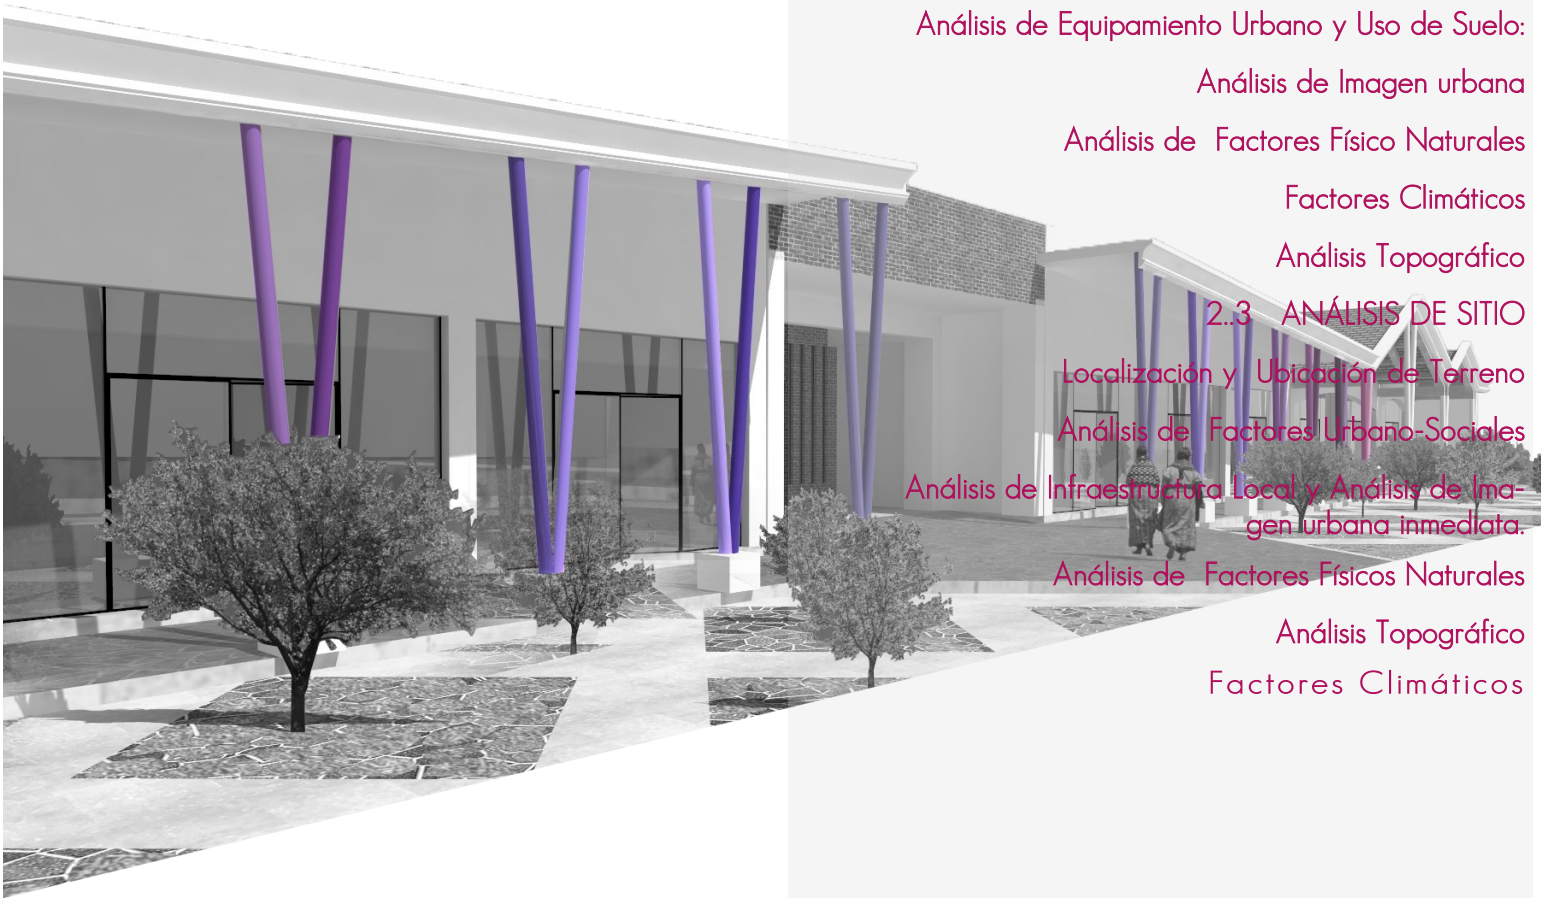 Análisis de Equipamiento Urbano y Uso de Suelo:
Análisis de Imagen urbana
Análisis de  Factores Físico Naturales
Factores Climáticos
Análisis Topográfico
2..3 ANÁLISIS DE SITIO
Localización y  Ubicación de Terreno
Análisis de  Factores Urbano-Sociales
Análisis de Infraestructura Local y Análisis de Ima-
gen urbana inmediata.
Análisis de  Factores Físicos Naturales
Análisis Topográfico
Factores Climáticos